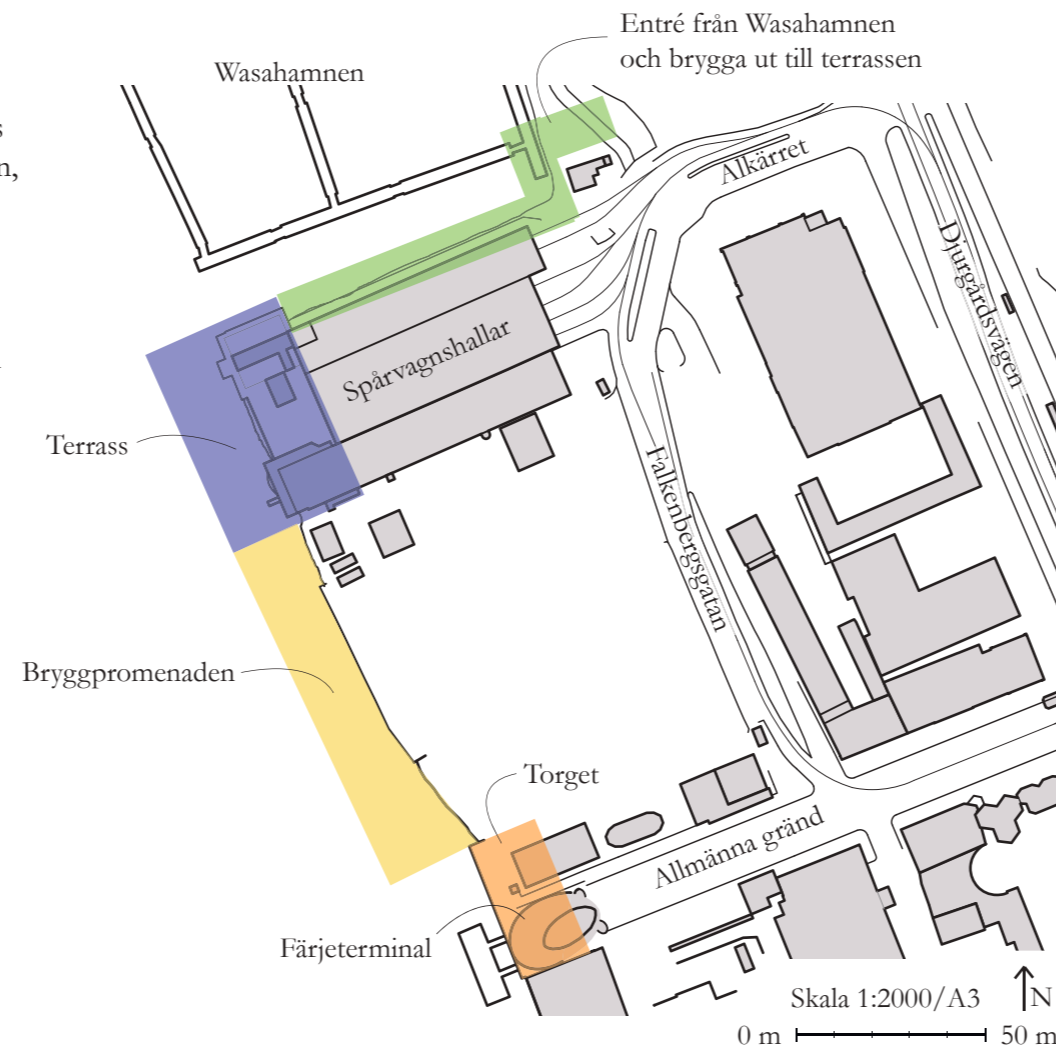 Entré från Wasahamnen
och brygga ut till terrassen
Wasahamnen
s
n,
Alkärret
Djurgårdsvägen
Spårvagnshallar
Terrass
Falkenbergsgatan
Bryggpromenaden
Torget
Allmänna gränd
Färjeterminal
Skala 1:2000/A3
N
0 m
50 m